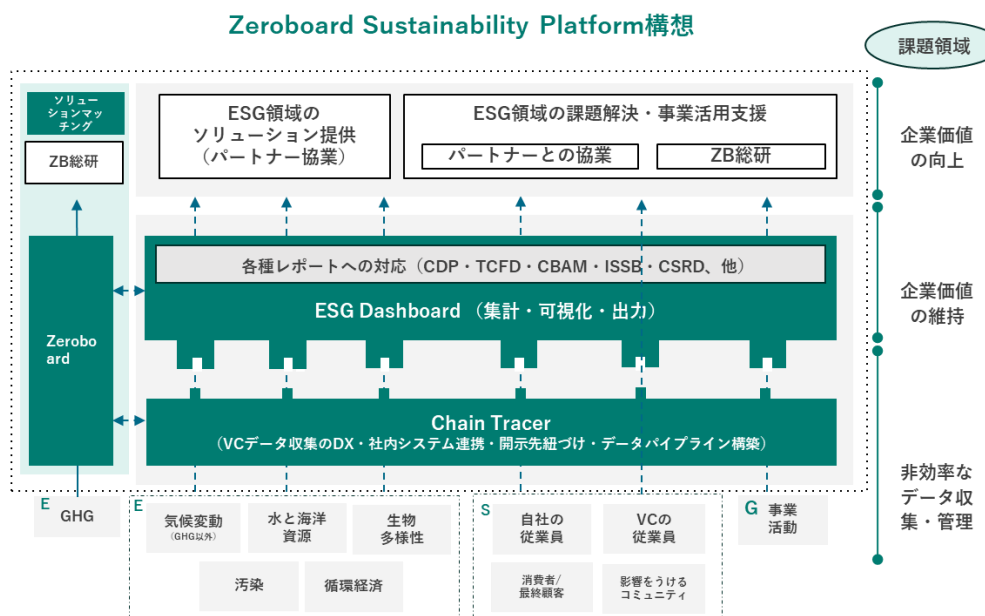 Zeroboard Sustainability Platform構想
課題領域
ソリュー
ションマッ
チング
ZB総研
ESG領域の
ソリューション提供
（パートナー協業）
ESG領域の課題解決・事業活用支援
パートナーとの協業
ZB総研
企業価値
の向上
各種レポートへの対応（CDP・TCFD・CBAM・ISSB・CSRD、他）
ESG Dashboard （集計・可視化・出力）
企業価値
の維持
Zerobo
ard
Chain Tracer
（VCデータ収集のDX・社内システム連携・開示先紐づけ・データパイプライン構築）
非効率な
データ収
集・管理
E
GHG
E
気候変動
（GHG以外）
水と海洋
資源
生物
多様性
汚染
循環経済
S
自社の
従業員
VCの
従業員
消費者/
最終顧客
影響をうける
コミュニティ
G
事業
活動